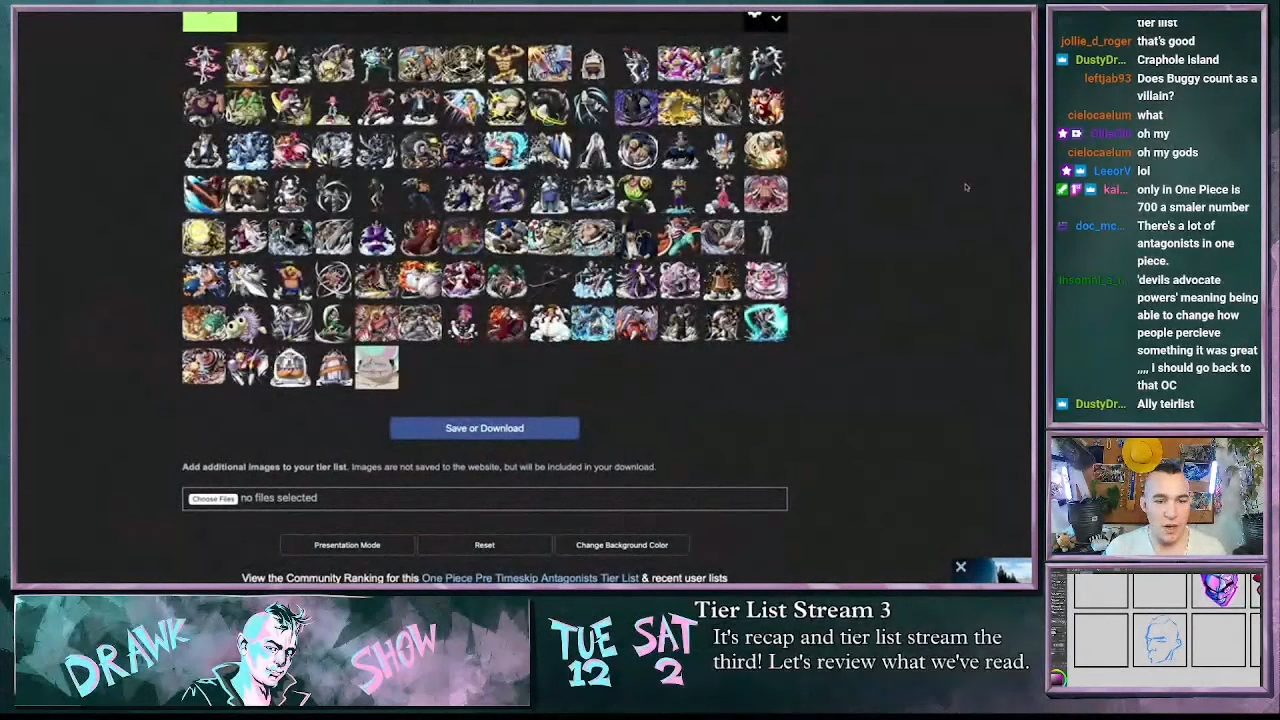 tier list
jollie_d_roger that's good
DustyDr... Craphole island
leftjab93 Does Buggy count as a
villain?
cielocaelum what
oh my
cielocaelum oh my gods
LeeorV lol
kal... only in One Piece is
700 a smaler number
doc_mc... There's a lot of
antagonists in one
piece.
'devils advocate
powers' meaning being
able to change how
people percieve
something it was great
,,,, I should go back to
that OC
DustyDr... Ally teirlist
Save or Download
Add additional images to your tier list. Images are not saved to the website, but will be included in your download.
Choose Files no files selected
Presentation Mode Reset Change Background Color
View the Community Ranking for this One Piece Pre Timeskip Antagonists Tier List & recent user lists
DRAWK SHOW
TUE SAT
12 2
Tier List Stream 3
It's recap and tier list stream the
third! Let's review what we've read.